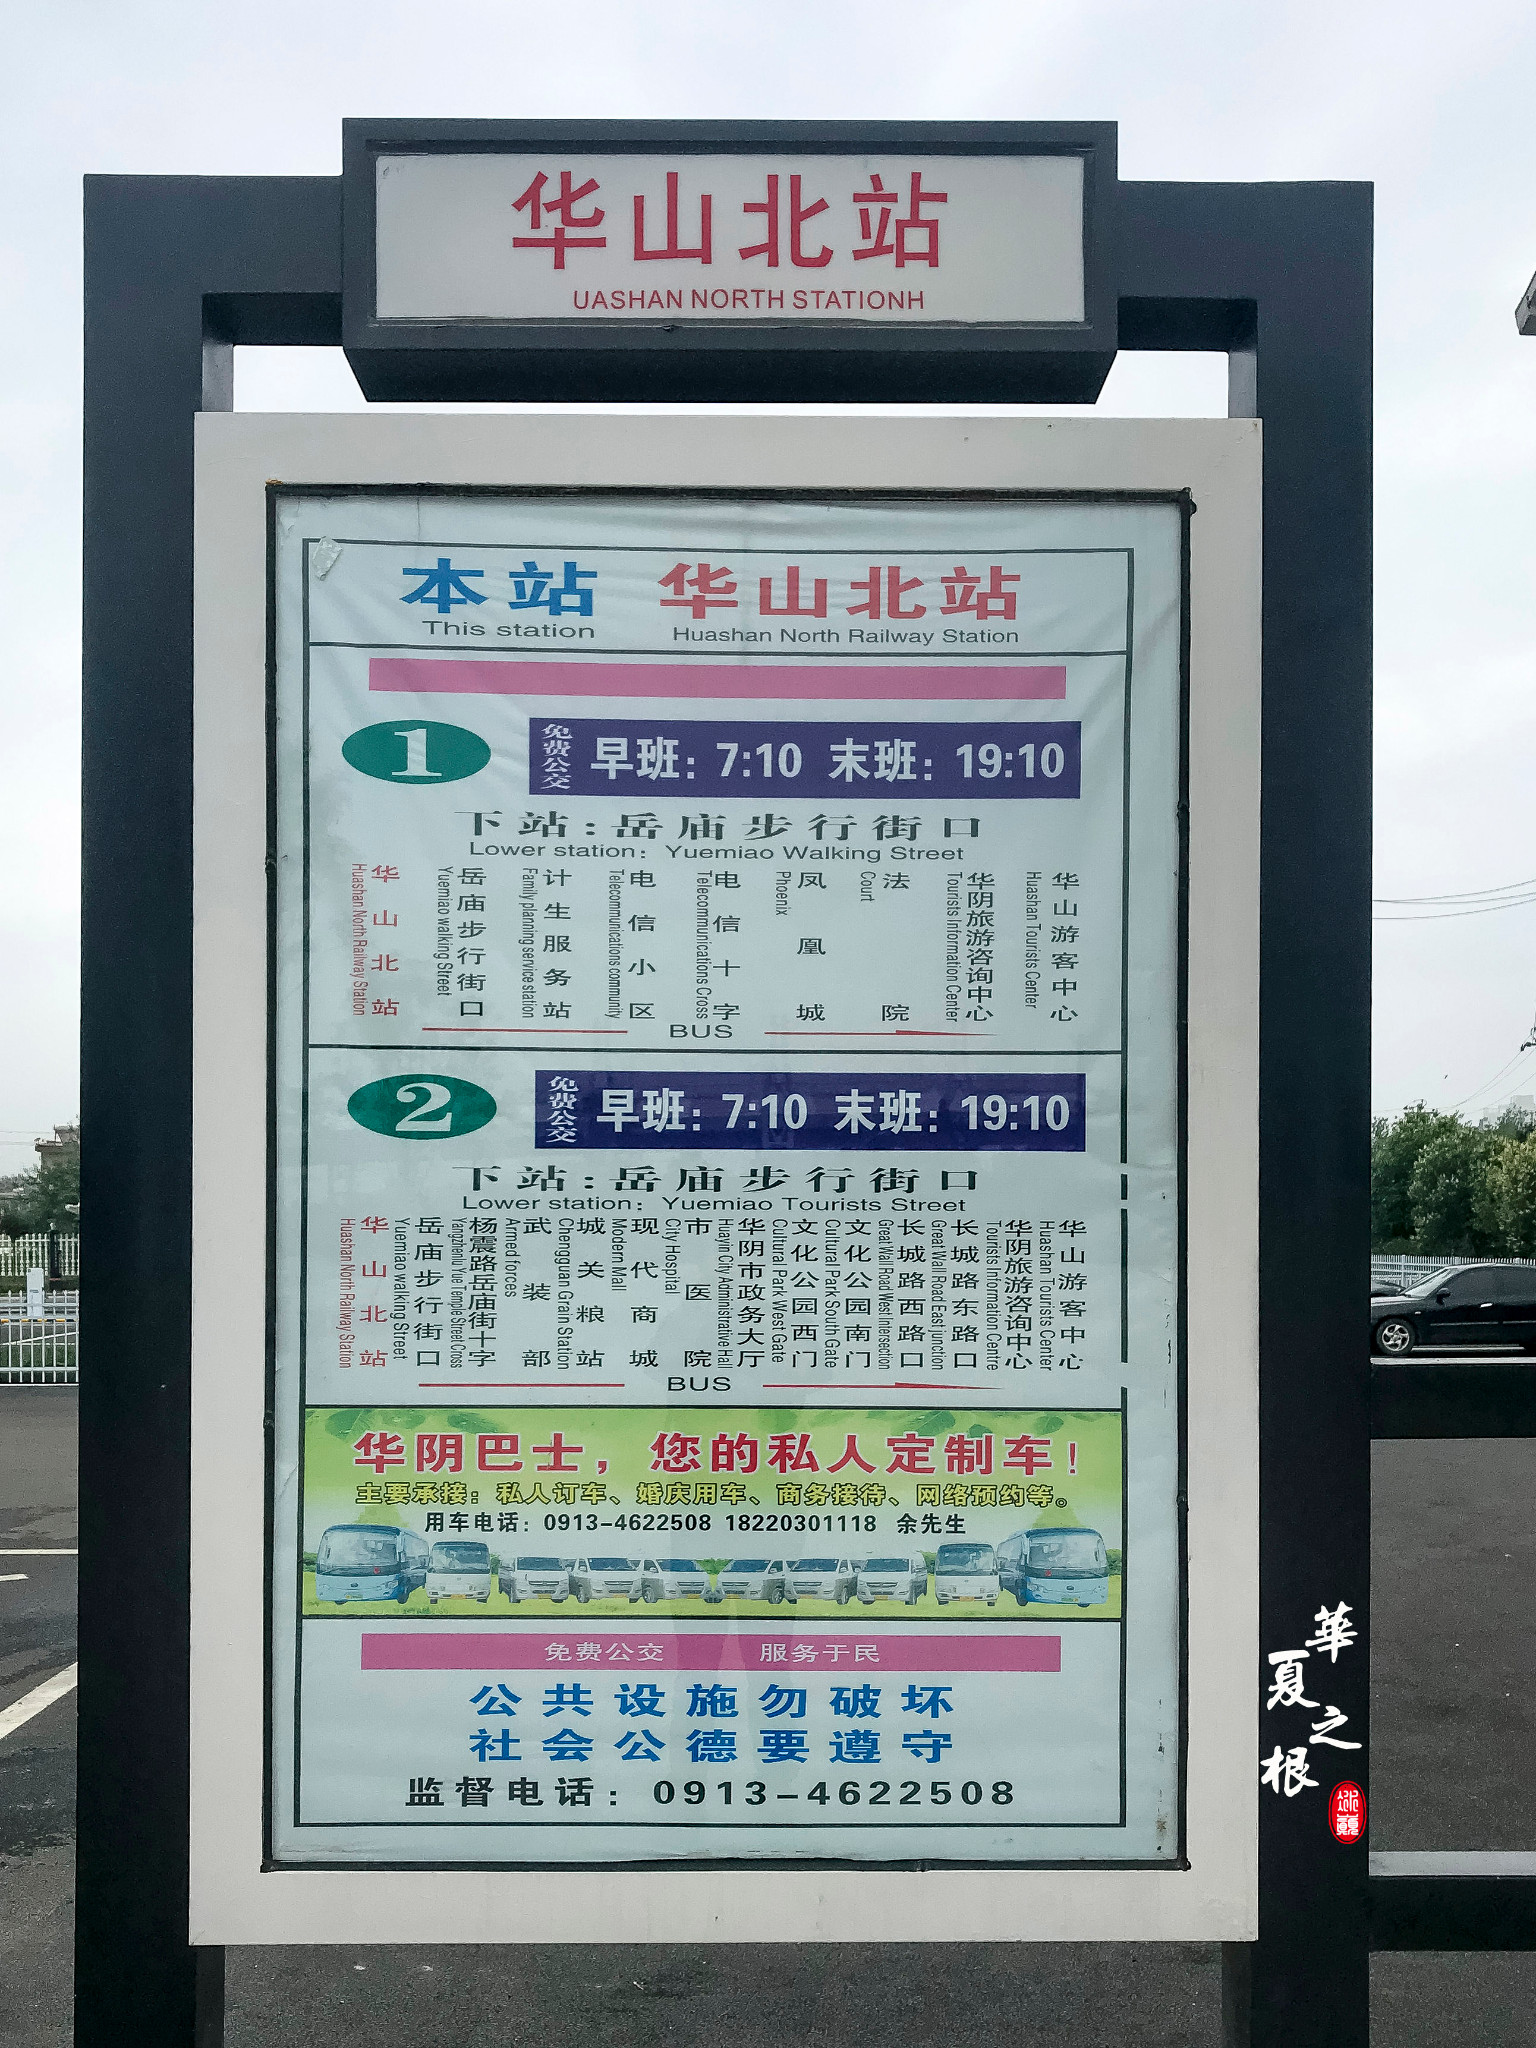 华山北站
UASHAN NORTH STATIONH
本站 华山北站
This station Huashan North Railway Station
1
免费公交 早班：7:10 末班：19:10
下站：岳庙步行街口
Lower station：Yuemiao Walking Street
华山北站
Huashan North Railway Station
岳庙步行街口
Yuemiao walking Street
计生服务站
Family planning service station
电信小区
Telecommunications community
电信十字
Telecommunications Cross
凤凰城
Phoenix
法院
Court
华阴旅游咨询中心
Tourists Information Center
华山游客中心
Huashan Tourists Center
BUS
2
免费公交 早班：7:10 末班：19:10
下站：岳庙步行街口
Lower station：Yuemiao Tourists Street
华山北站
Huashan North Railway Station
岳庙步行街口
Yuemiao walking Street
杨震路岳庙街十字
Yangzhenlu Yue Temple Street Cross
武装部
Armed forces
城关粮站
Chengguan Grain Station
现代商城
Modern Mall
市医院
City Hospital
华阴市政务大厅
Huayin City Administrative Hall
文化公园西门
Cultural Park West Gate
文化公园南门
Cultural Park South Gate
长城路西路口
Great Wall Road West Intersection
长城路东路口
Great Wall Road East junction
华阴旅游咨询中心
Tourists Information Centre
华山游客中心
Huashan Tourists Center
BUS
华阴巴士，您的私人定制车！
主要承接：私人订车、婚庆用车、商务接待、网络预约等。
用车电话：0913-4622508 18220301118 余先生
免费公交 服务于民
公共设施勿破坏
社会公德要遵守
监督电话：0913-4622508
華夏之根